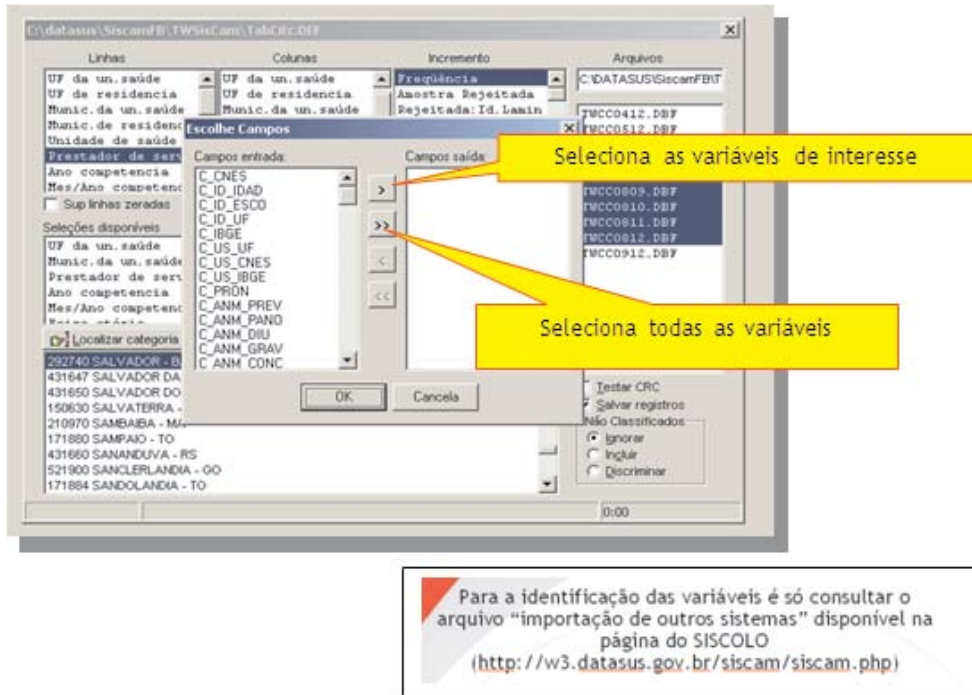 C:\datasus\SiscamFB\TWSisCam\TabCRc.DEF
Linhas
Colunas
Incremento
Arquivos
UF da un.saúde
UF de residencia
Munic.da un.saúde
Munic.de residenc
Unidade de saúde
Prestador de serv
Ano competencia
Mes/Ano competenc
UF da un.saúde
UF de residencia
Munic.da un.saúde
Freqüência
Amostra Rejeitada
Rejeitada:Id.Lamin
C:\DATASUS\SiscamFB\T
TWCC0412.DBF
TWCC0512.DBF
TWCC0809.DBF
TWCC0810.DBF
TWCC0811.DBF
TWCC0812.DBF
TWCC0912.DBF
Sup linhas zeradas
Seleções disponíveis
UF da un.saúde
Munic.da un.saúde
Prestador de serv
Ano competencia
Mes/Ano competenc
Localizar categoria
292740 SALVADOR - B
431647 SALVADOR DA
431650 SALVADOR DO
150630 SALVATERRA -
210970 SAMBAIBA - MA
171880 SAMPAIO - TO
431660 SANANDUVA - RS
521900 SANCLERLANDIA - GO
171884 SANDOLANDIA - TO
Escolhe Campos
Campos entrada:
Campos saída:
C_CNES
C_ID_IDAD
C_ID_ESCO
C_ID_UF
C_IBGE
C_US_UF
C_US_CNES
C_US_IBGE
C_PRON
C_ANM_PREV
C_ANM_PANO
C_ANM_DIU
C_ANM_GRAV
C_ANM_CONC
>
>>
<
<<
OK
Cancela
Testar CRC
Salvar registros
Não Classificados
Ignorar
Incluir
Discriminar
0:00
Seleciona as variáveis de interesse
Seleciona todas as variáveis
Para a identificação das variáveis é só consultar o
arquivo “importação de outros sistemas” disponível na
página do SISCOLO
(http://w3.datasus.gov.br/siscam/siscam.php)